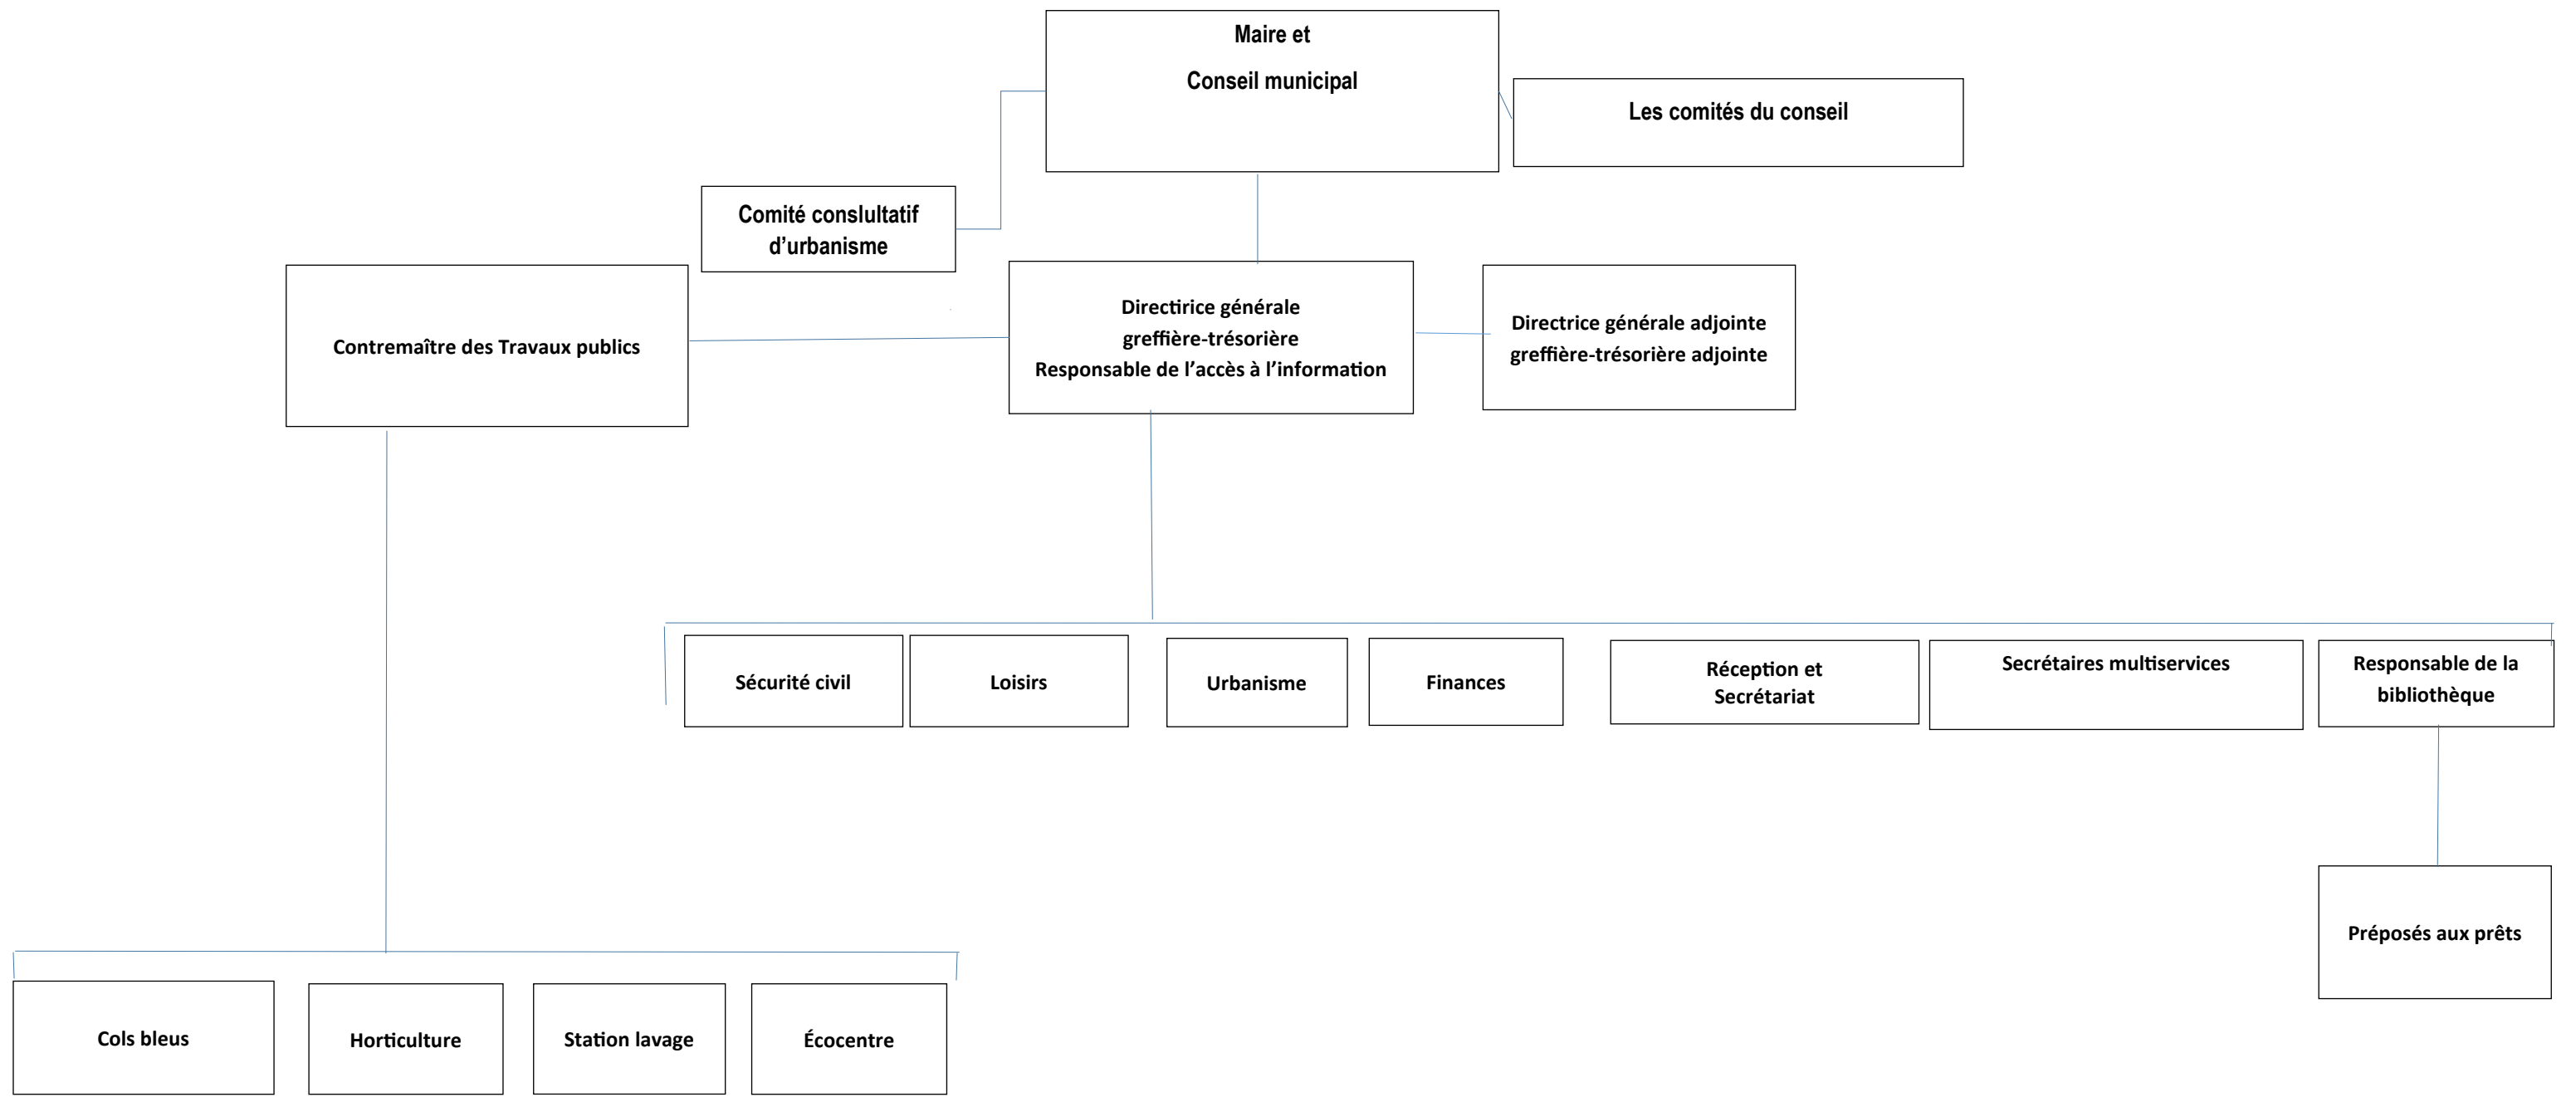 Maire et
Conseil municipal
Les comités du conseil
Comité conslultatif
d'urbanisme
Contremaître des Travaux publics
Directirice générale
greffière-trésorière
Responsable de l'accès à l'information
Directrice générale adjointe
greffière-trésorière adjointe
Sécurité civil
Loisirs
Urbanisme
Finances
Réception et
Secrétariat
Secrétaires multiservices
Responsable de la
bibliothèque
Préposés aux prêts
Cols bleus
Horticulture
Station lavage
Écocentre